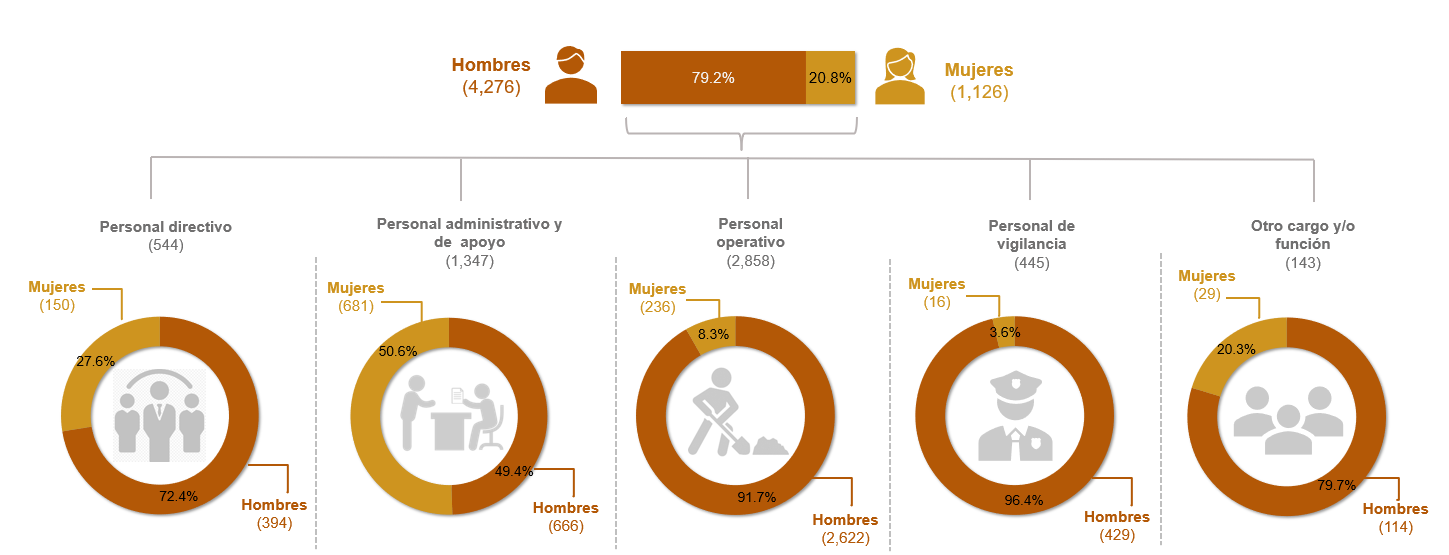 Hombres
(4,276)
79.2%
20.8%
Mujeres
(1,126)
Personal directivo
(544)
Mujeres
(150)
27.6%
72.4%
Hombres
(394)
Personal administrativo y
de apoyo
(1,347)
Mujeres
(681)
50.6%
49.4%
Hombres
(666)
Personal
operativo
(2,858)
Mujeres
(236)
8.3%
91.7%
Hombres
(2,622)
Personal de
vigilancia
(445)
Mujeres
(16)
3.6%
96.4%
Hombres
(429)
Otro cargo y/o
función
(143)
Mujeres
(29)
20.3%
79.7%
Hombres
(114)